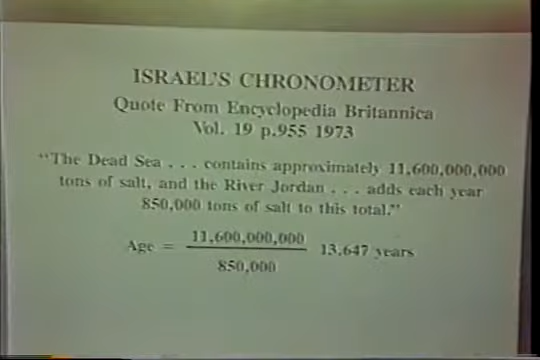 ISRAEL'S CHRONOMETER
Quote From Encyclopedia Britannica
Vol. 19 p.955 1973
"The Dead Sea . . . contains approximately 11,600,000,000
tons of salt, and the River Jordan . . . adds each year
850,000 tons of salt to this total."
Age = 11,600,000,000 13,647 years
850,000